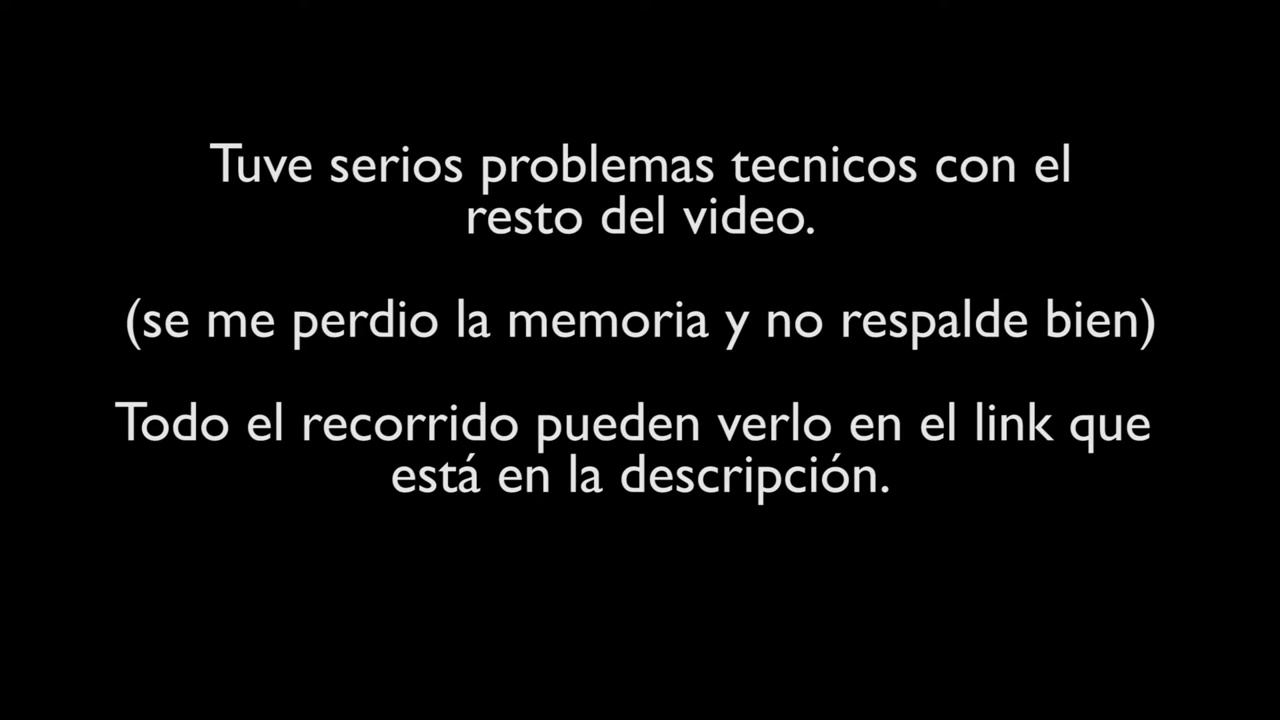 Tuve serios problemas tecnicos con el
resto del video.
(se me perdio la memoria y no respalde bien)
Todo el recorrido pueden verlo en el link que
está en la descripción.